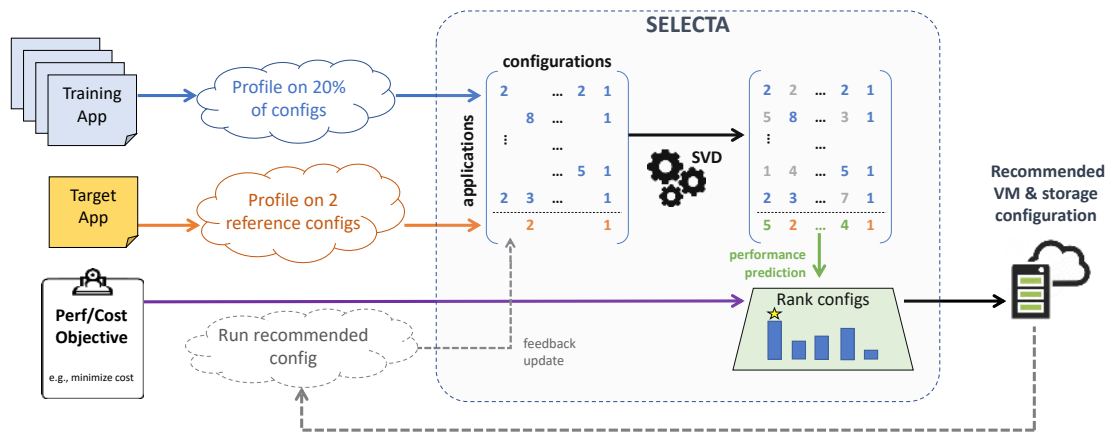 SELECTA
configurations
applications
Training
App
Profile on 20%
of configs
Target
App
Profile on 2
reference configs
2 ... 2 1
8 ... 1
⋮ ...
... 5 1
2 3 ... 1
2 1
SVD
2 2 ... 2 1
5 8 ... 3 1
⋮ ...
1 4 ... 5 1
2 3 ... 7 1
5 2 ... 4 1
performance
prediction
Recommended
VM & storage
configuration
Perf/Cost
Objective
e.g., minimize cost
Run recommended
config
feedback
update
Rank configs